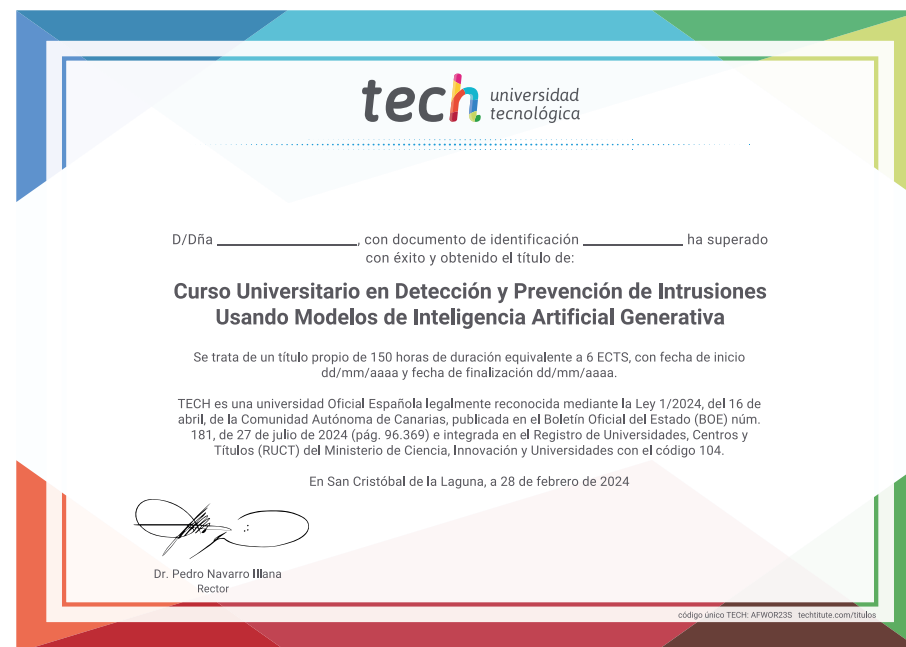 tech universidad
tecnológica
D/Dña ____________________, con documento de identificación ______________ ha superado
con éxito y obtenido el título de:
Curso Universitario en Detección y Prevención de Intrusiones
Usando Modelos de Inteligencia Artificial Generativa
Se trata de un título propio de 150 horas de duración equivalente a 6 ECTS, con fecha de inicio
dd/mm/aaaa y fecha de finalización dd/mm/aaaa.
TECH es una universidad Oficial Española legalmente reconocida mediante la Ley 1/2024, del 16 de
abril, de la Comunidad Autónoma de Canarias, publicada en el Boletín Oficial del Estado (BOE) núm.
181, de 27 de julio de 2024 (pág. 96.369) e integrada en el Registro de Universidades, Centros y
Títulos (RUCT) del Ministerio de Ciencia, Innovación y Universidades con el código 104.
En San Cristóbal de la Laguna, a 28 de febrero de 2024
Dr. Pedro Navarro Illana
Rector
código único TECH: AFWOR23S techtitute.com/titulos